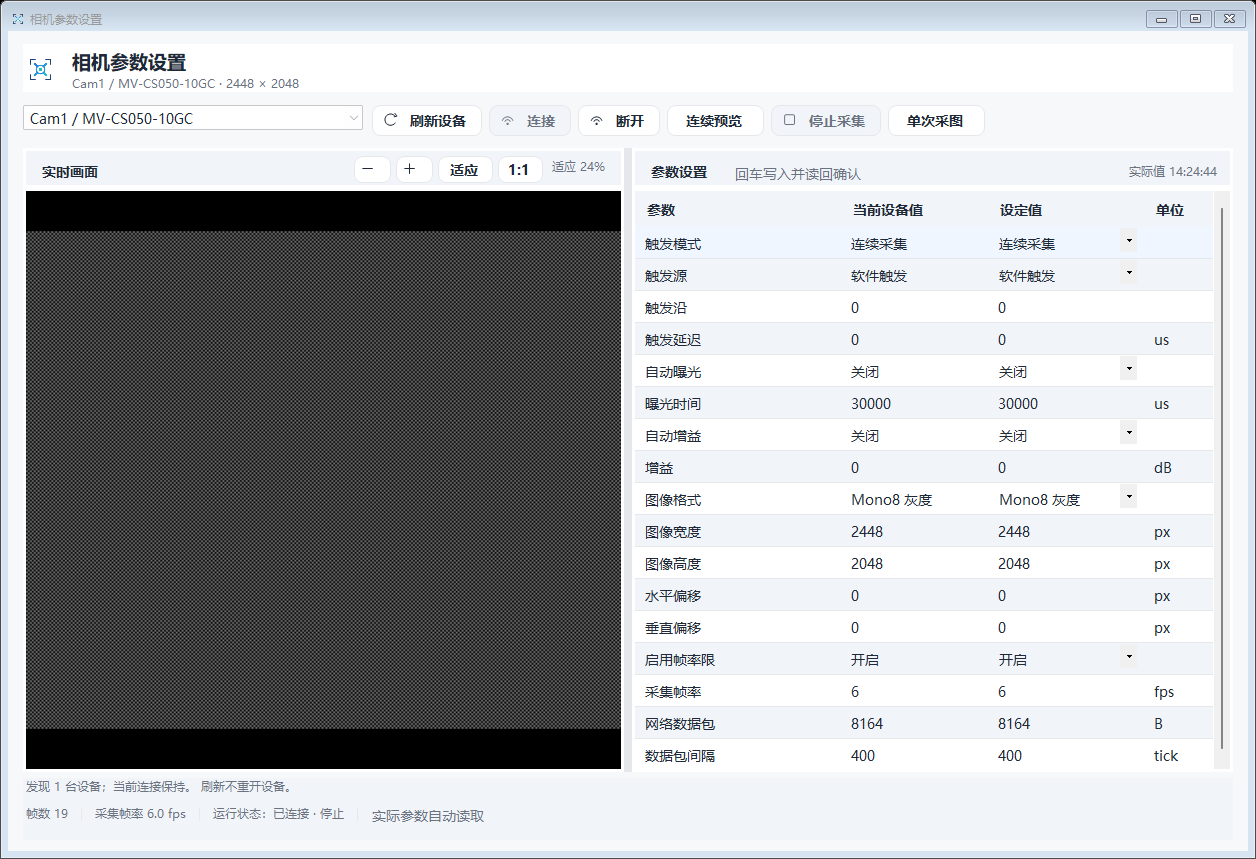 相机参数设置
相机参数设置
Cam1 / MV-CS050-10GC · 2448 × 2048
Cam1 / MV-CS050-10GC 刷新设备 连接 断开 连续预览 停止采集 单次采图
实时画面 − + 适应 1:1 适应 24%
参数设置 回车写入并读回确认 实际值 14:24:44
参数 当前设备值 设定值 单位
触发模式 连续采集 连续采集
触发源 软件触发 软件触发
触发沿 0 0
触发延迟 0 0 us
自动曝光 关闭 关闭
曝光时间 30000 30000 us
自动增益 关闭 关闭
增益 0 0 dB
图像格式 Mono8 灰度 Mono8 灰度
图像宽度 2448 2448 px
图像高度 2048 2048 px
水平偏移 0 0 px
垂直偏移 0 0 px
启用帧率限 开启 开启
采集帧率 6 6 fps
网络数据包 8164 8164 B
数据包间隔 400 400 tick
发现 1 台设备；当前连接保持。 刷新不重开设备。
帧数 19 采集帧率 6.0 fps 运行状态：已连接 · 停止 实际参数自动读取